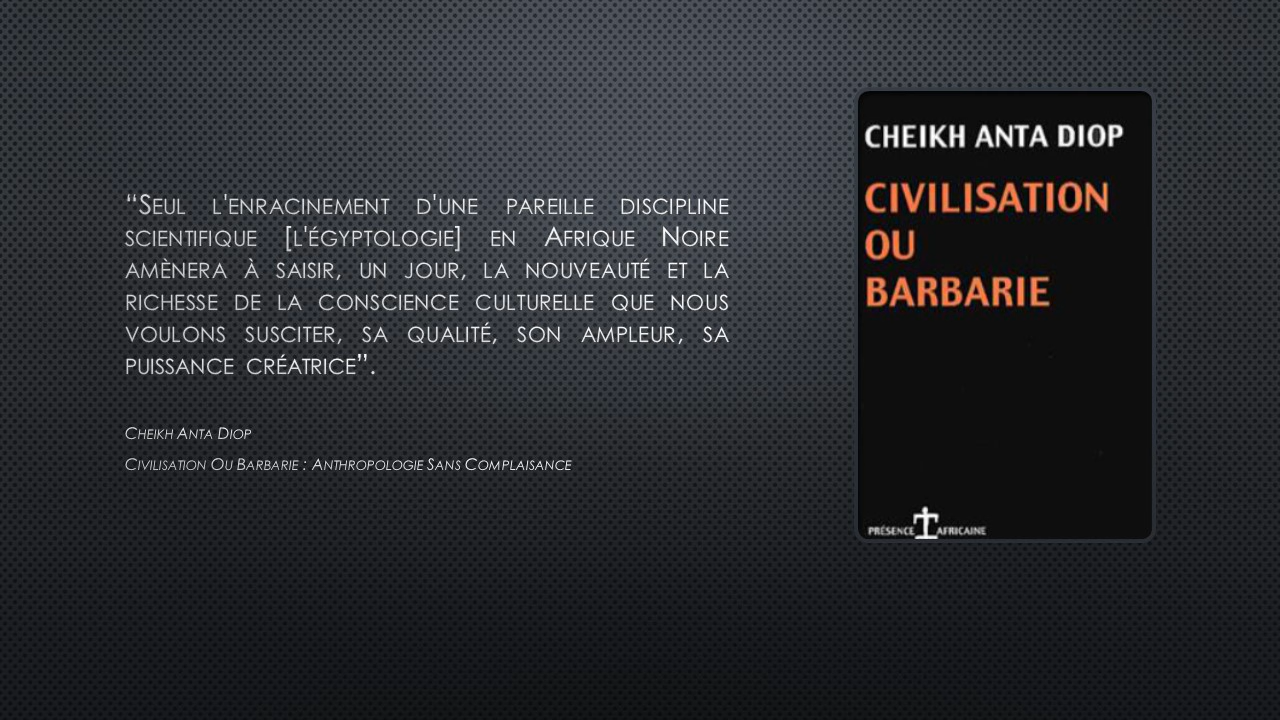 “Seul l'enracinement d'une pareille discipline
scientifique [l'égyptologie] en Afrique Noire
amènera à saisir, un jour, la nouveauté et la
richesse de la conscience culturelle que nous
voulons susciter, sa qualité, son ampleur, sa
puissance créatrice”.
Cheikh Anta Diop
Civilisation Ou Barbarie : Anthropologie Sans Complaisance
CHEIKH ANTA DIOP
CIVILISATION
OU
BARBARIE
PRÉSENCE AFRICAINE